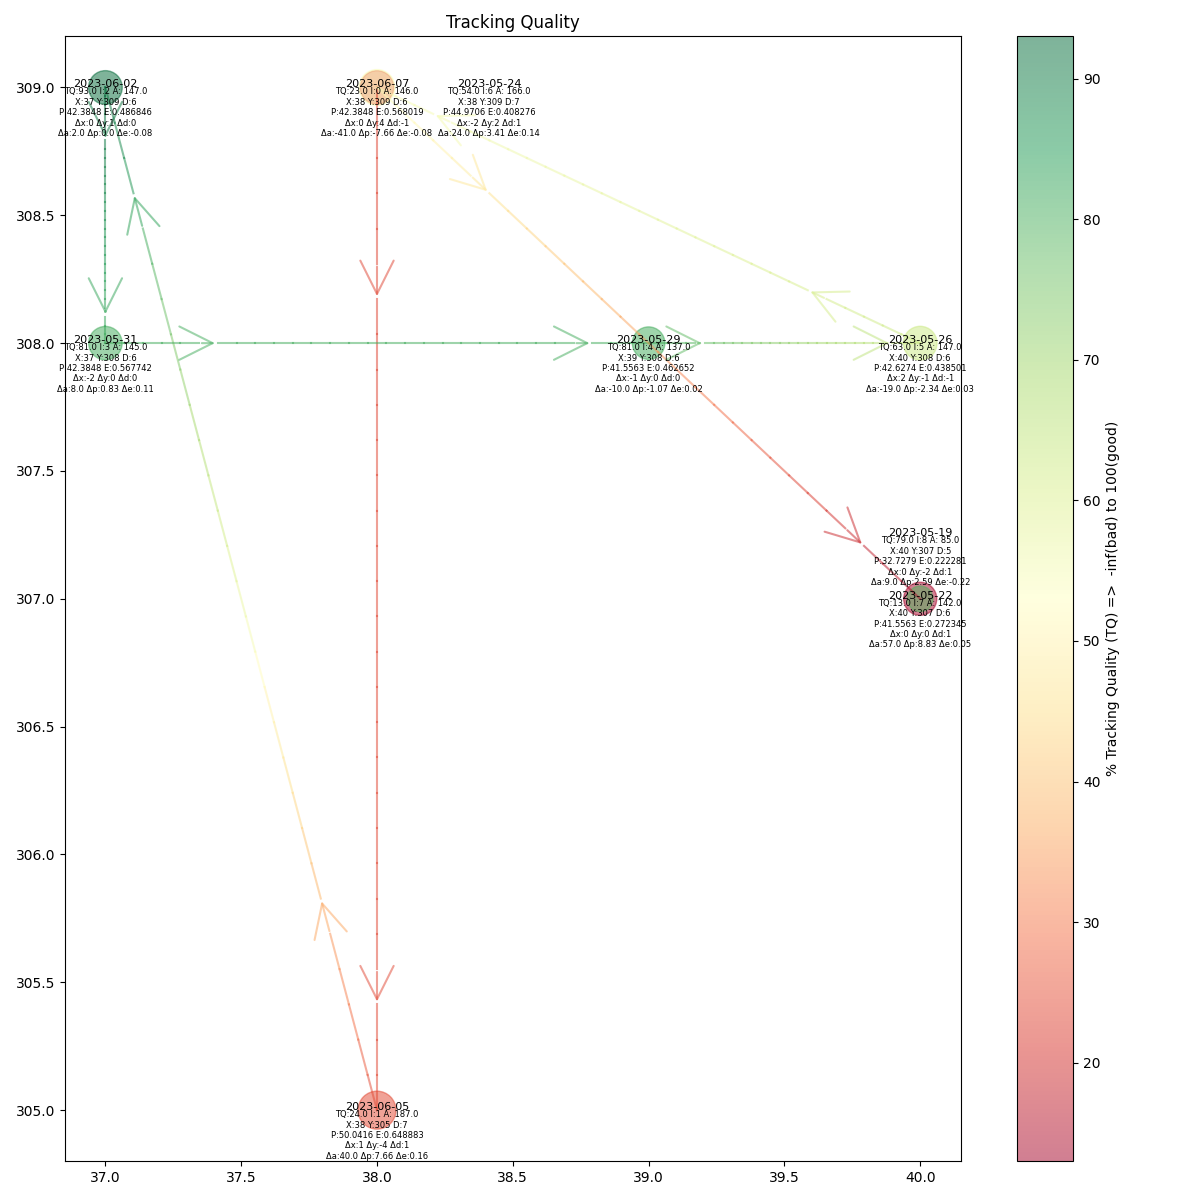 Tracking Quality
2023-06-02
TQ:93.0 I:2 A: 147.0
X:37 Y:309 D:6
P:42.3848 E:0.486846
Δx:0 Δy:1 Δd:0
Δa:2.0 Δp:0.0 Δe:-0.08
2023-06-07
TQ:23.0 I:0 A: 146.0
X:38 Y:309 D:6
P:42.3848 E:0.568019
Δx:0 Δy:4 Δd:-1
Δa:-41.0 Δp:-7.66 Δe:-0.08
2023-05-24
TQ:54.0 I:6 A: 166.0
X:38 Y:309 D:7
P:44.9706 E:0.408276
Δx:-2 Δy:2 Δd:1
Δa:24.0 Δp:3.41 Δe:0.14
2023-05-31
TQ:81.0 I:3 A: 145.0
X:37 Y:308 D:6
P:42.3848 E:0.567742
Δx:-2 Δy:0 Δd:0
Δa:8.0 Δp:0.83 Δe:0.11
2023-05-29
TQ:81.0 I:4 A: 137.0
X:39 Y:308 D:6
P:41.5563 E:0.462652
Δx:-1 Δy:0 Δd:0
Δa:-10.0 Δp:-1.07 Δe:0.02
2023-05-26
TQ:63.0 I:5 A: 147.0
X:40 Y:308 D:6
P:42.6274 E:0.438501
Δx:2 Δy:-1 Δd:-1
Δa:-19.0 Δp:-2.34 Δe:0.03
2023-05-19
TQ:79.0 I:8 A: 85.0
X:40 Y:307 D:5
P:32.7279 E:0.222281
Δx:0 Δy:-2 Δd:1
Δa:9.0 Δp:2.59 Δe:-0.22
2023-05-22
TQ:13.0 I:7 A: 142.0
X:40 Y:307 D:6
P:41.5563 E:0.272345
Δx:0 Δy:0 Δd:1
Δa:57.0 Δp:8.83 Δe:0.05
2023-06-05
TQ:24.0 I:1 A: 187.0
X:38 Y:305 D:7
P:50.0416 E:0.648883
Δx:1 Δy:-4 Δd:1
Δa:40.0 Δp:7.66 Δe:0.16
309.0
308.5
308.0
307.5
307.0
306.5
306.0
305.5
305.0
37.0
37.5
38.0
38.5
39.0
39.5
40.0
90
80
70
60
50
40
30
20
% Tracking Quality (TQ) => -inf(bad) to 100(good)